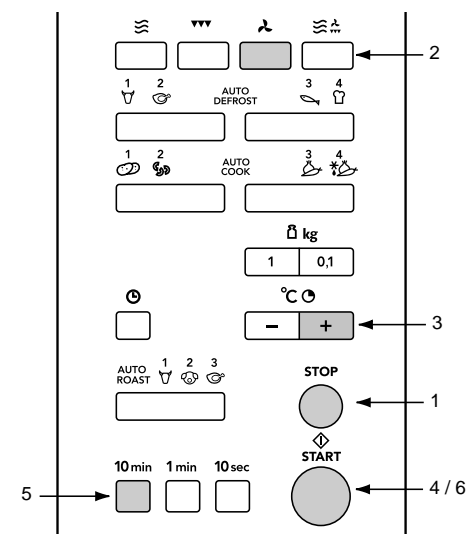 2
1 2 AUTO DEFROST 3 4
1 2 AUTO COOK 3 4
kg
1 0,1
°C
- + 3
AUTO ROAST 1 2 3
STOP
1
START
10 min 1 min 10 sec
5 4 / 6